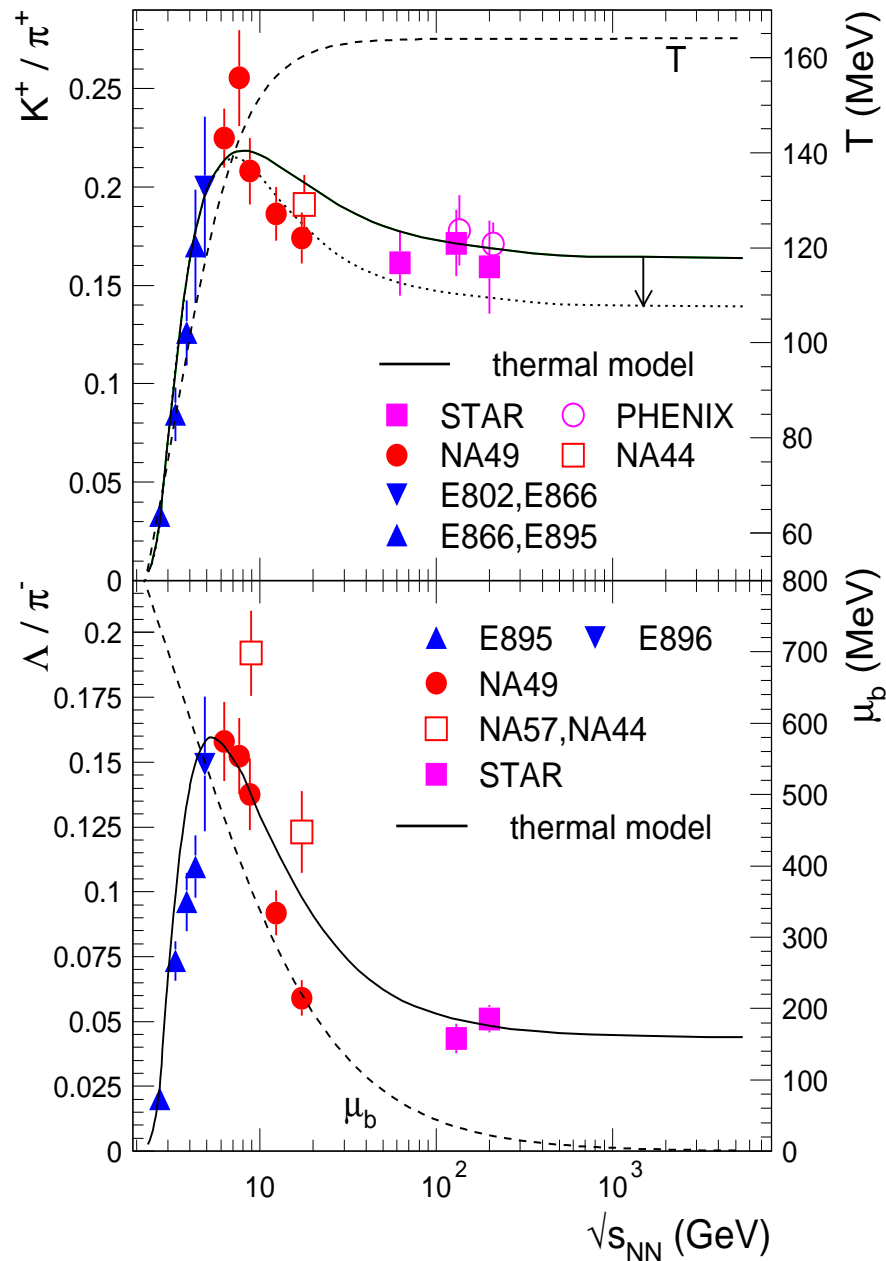 K⁺ / π⁺
T (MeV)
0.25
0.2
0.15
0.1
0.05
0
160
140
120
100
80
60
T
thermal model
STAR PHENIX
NA49 NA44
E802,E866
E866,E895
Λ / π⁻
μ_b (MeV)
0.2
0.175
0.15
0.125
0.1
0.075
0.05
0.025
0
800
700
600
500
400
300
200
100
0
E895 E896
NA49
NA57,NA44
STAR
thermal model
μ_b
10 10² 10³
√s_NN (GeV)